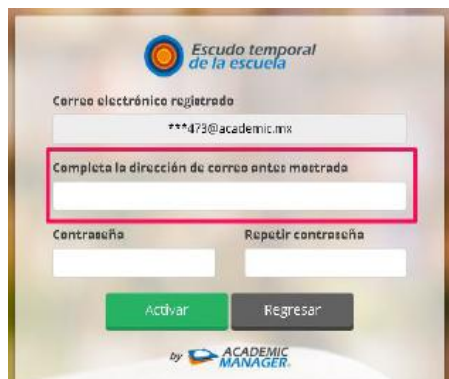 Escudo temporal
de la escuela
Correo electrónico registrado
***473@academic.mx
Completa la dirección de correo antes mostrada
Contraseña
Repetir contraseña
Activar
Regresar
by ACADEMIC
MANAGER.